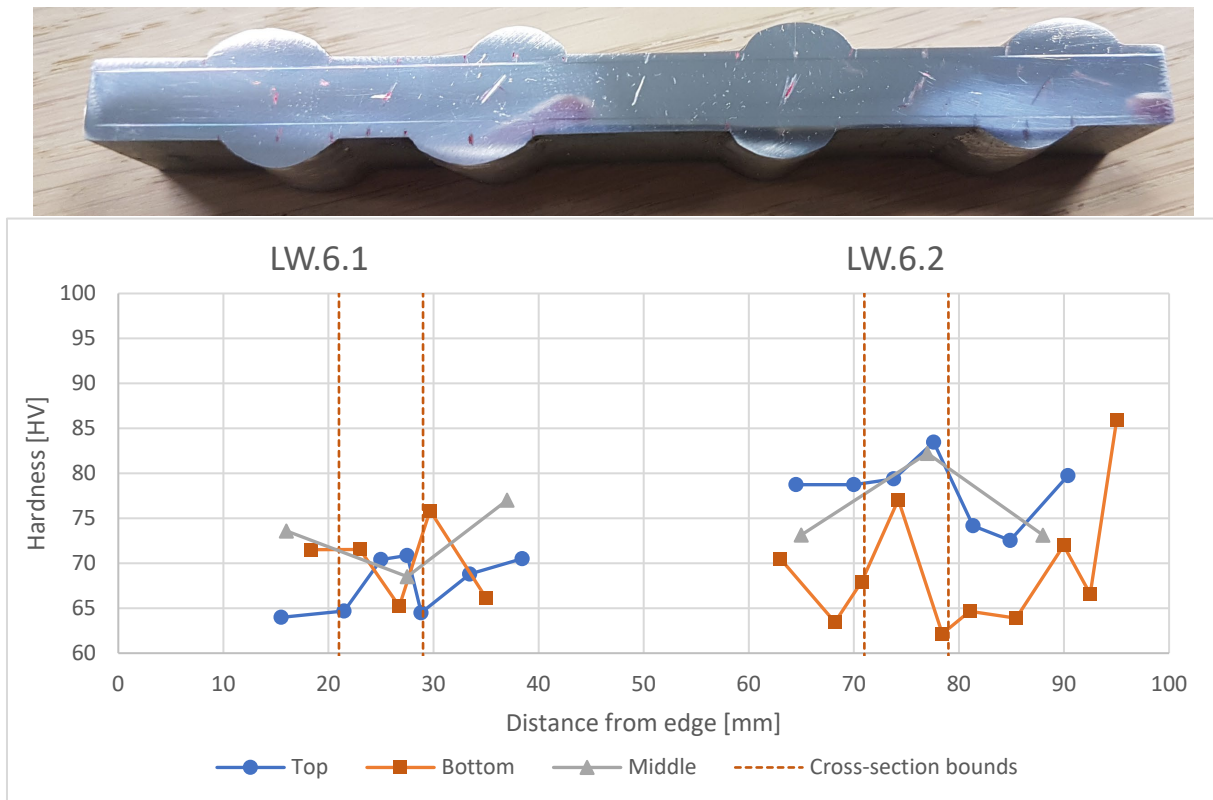 LW.6.1 LW.6.2
100
95
90
85
80
75
70
65
60
Hardness [HV]
0 10 20 30 40 50 60 70 80 90 100
Distance from edge [mm]
Top Bottom Middle Cross-section bounds